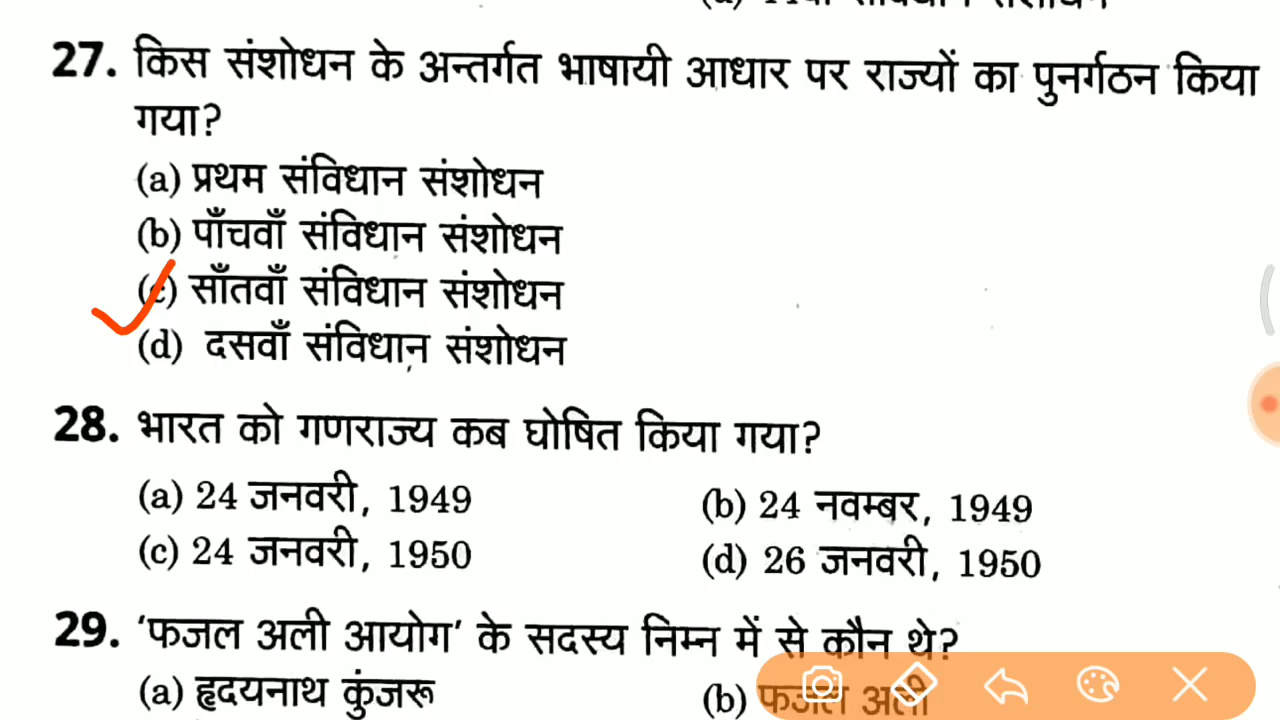 27. किस संशोधन के अन्तर्गत भाषायी आधार पर राज्यों का पुनर्गठन किया
गया?
(a) प्रथम संविधान संशोधन
(b) पाँचवाँ संविधान संशोधन
(c) साँतवाँ संविधान संशोधन
(d) दसवाँ संविधान संशोधन
28. भारत को गणराज्य कब घोषित किया गया?
(a) 24 जनवरी, 1949 (b) 24 नवम्बर, 1949
(c) 24 जनवरी, 1950 (d) 26 जनवरी, 1950
29. 'फजल अली आयोग' के सदस्य निम्न में से कौन थे?
(a) हृदयनाथ कुंजरू (b) फजल अली